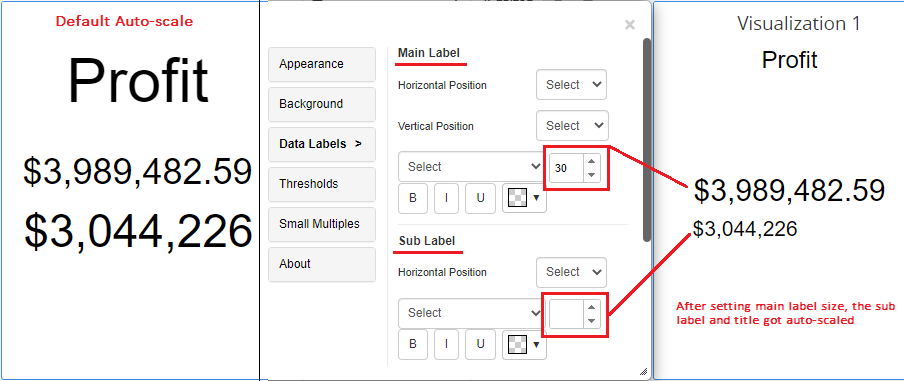 Default Auto-scale
Profit
$3,989,482.59
$3,044,226
×
Appearance
Background
Data Labels >
Thresholds
Small Multiples
About
Main Label
Horizontal Position
Select
Vertical Position
Select
Select
30
B
I
U
Sub Label
Horizontal Position
Select
Select
B
I
U
Visualization 1
Profit
$3,989,482.59
$3,044,226
After setting main label size, the sub
label and title got auto-scaled